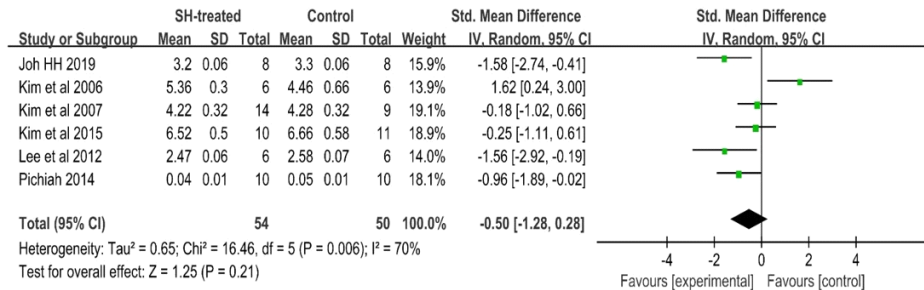 SH-treated Control Std. Mean Difference Std. Mean Difference
Study or Subgroup Mean SD Total Mean SD Total Weight IV, Random, 95% CI IV, Random, 95% CI
Joh HH 2019 3.2 0.06 8 3.3 0.06 8 15.9% -1.58 [-2.74, -0.41]
Kim et al 2006 5.36 0.3 6 4.46 0.66 6 13.9% 1.62 [0.24, 3.00]
Kim et al 2007 4.22 0.32 14 4.28 0.32 9 19.2% -0.18 [-1.02, 0.66]
Kim et al 2015 6.52 0.5 10 6.66 0.58 11 18.9% -0.25 [-1.11, 0.61]
Lee et al 2012 2.47 0.06 6 2.58 0.07 6 14.0% -1.56 [-2.92, -0.19]
Pichiah 2014 0.04 0.01 10 0.05 0.01 10 18.1% -0.96 [-1.89, -0.02]
Total (95% CI) 54 50 100.0% -0.50 [-1.28, 0.28]
Heterogeneity: Tau² = 0.65; Chi² = 16.46, df = 5 (P = 0.006); I² = 70%
Test for overall effect: Z = 1.25 (P = 0.21)
-4 -2 0 2 4
Favours [experimental] Favours [control]